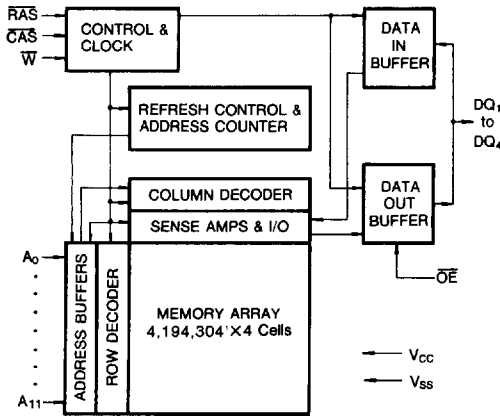 RAS
CAS
W
CONTROL &
CLOCK
DATA
IN
BUFFER
REFRESH CONTROL &
ADDRESS COUNTER
DQ1
to
DQ4
COLUMN DECODER
SENSE AMPS & I/O
DATA
OUT
BUFFER
OE
A0
A11
ADDRESS BUFFERS
ROW DECODER
MEMORY ARRAY
4,194,304 X 4 Cells
VCC
VSS